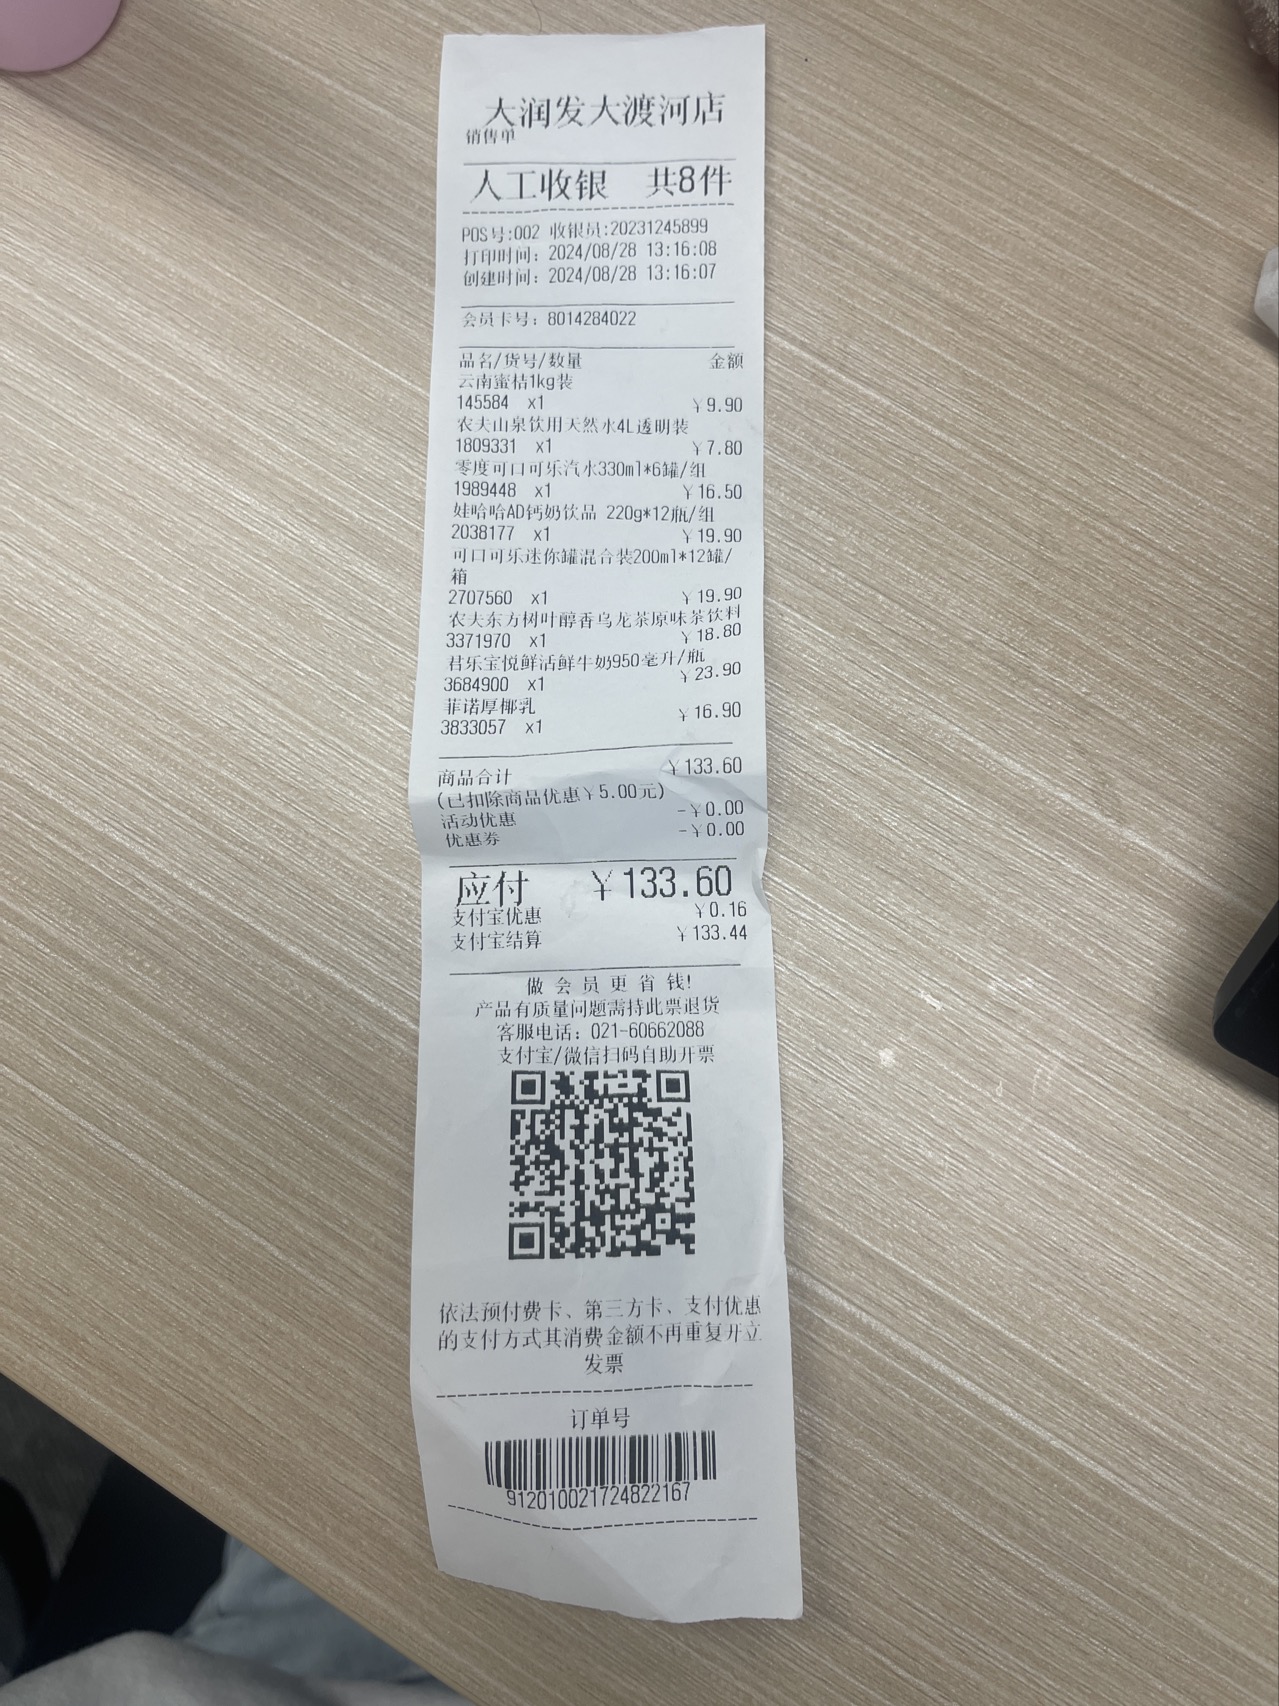 大润发大渡河店
销售单
人工收银 共8件
POS号:002 收银员:20231245899
打印时间：2024/08/28 13:16:08
创建时间：2024/08/28 13:16:07
会员卡号：8014284022
品名/货号/数量 金额
云南蜜桔1kg装
145584 x1 ￥9.90
农夫山泉饮用天然水4L透明装
1809331 x1 ￥7.80
零度可口可乐汽水330ml*6罐/组
1989448 x1 ￥16.50
娃哈哈AD钙奶饮品 220g*12瓶/组
2038177 x1 ￥19.90
可口可乐迷你罐混合装200ml*12罐/
箱
2707560 x1 ￥19.90
农夫东方树叶醇香乌龙茶原味茶饮料
3371970 x1 ￥18.80
君乐宝悦鲜活鲜牛奶950毫升/瓶
3684900 x1 ￥23.90
菲诺厚椰乳
3833057 x1 ￥16.90
商品合计 ￥133.60
(已扣除商品优惠￥5.00元)
活动优惠 -￥0.00
优惠券 -￥0.00
应付 ￥133.60
支付宝优惠 ￥0.16
支付宝结算 ￥133.44
做会员更省钱!
产品有质量问题需持此票退货
客服电话：021-60662088
支付宝/微信扫码自助开票
依法预付费卡、第三方卡、支付优惠
的支付方式其消费金额不再重复开立
发票
订单号
912010021724822167